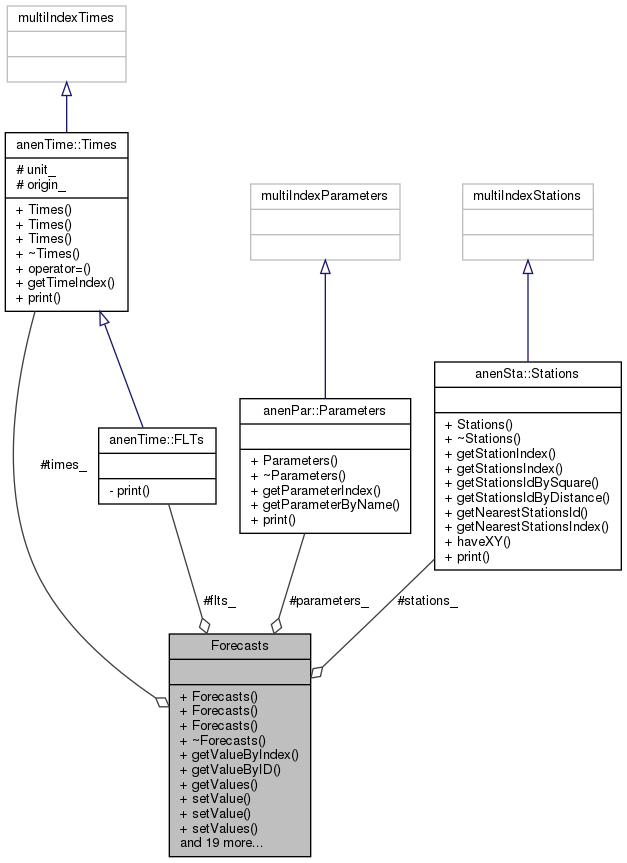 multiIndexTimes
anenTime::Times
# unit_
# origin_
+ Times()
+ Times()
+ Times()
+ ~Times()
+ operator=()
+ getTimeIndex()
+ print()
multiIndexParameters
multiIndexStations
anenTime::FLTs
- print()
anenPar::Parameters
+ Parameters()
+ ~Parameters()
+ getParameterIndex()
+ getParameterByName()
+ print()
anenSta::Stations
+ Stations()
+ ~Stations()
+ getStationIndex()
+ getStationsIndex()
+ getStationsIdBySquare()
+ getStationsIdByDistance()
+ getNearestStationsId()
+ getNearestStationsIndex()
+ haveXY()
+ print()
#times_
#flts_
#parameters_
#stations_
Forecasts
+ Forecasts()
+ Forecasts()
+ Forecasts()
+ ~Forecasts()
+ getValueByIndex()
+ getValueByID()
+ getValues()
+ setValue()
+ setValue()
+ setValues()
and 19 more...